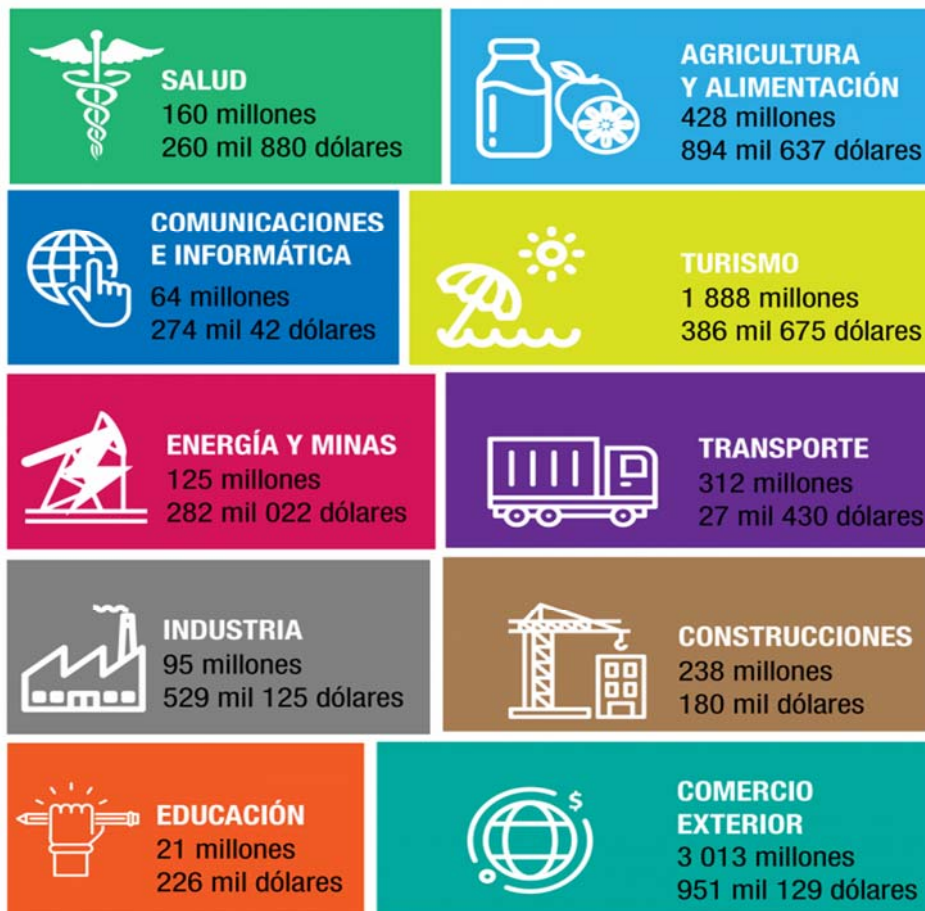 SALUD
160 millones
260 mil 880 dólares
AGRICULTURA
Y ALIMENTACIÓN
428 millones
894 mil 637 dólares
COMUNICACIONES
E INFORMÁTICA
64 millones
274 mil 42 dólares
TURISMO
1 888 millones
386 mil 675 dólares
ENERGÍA Y MINAS
125 millones
282 mil 022 dólares
TRANSPORTE
312 millones
27 mil 430 dólares
INDUSTRIA
95 millones
529 mil 125 dólares
CONSTRUCCIONES
238 millones
180 mil dólares
EDUCACIÓN
21 millones
226 mil dólares
$
COMERCIO
EXTERIOR
3 013 millones
951 mil 129 dólares